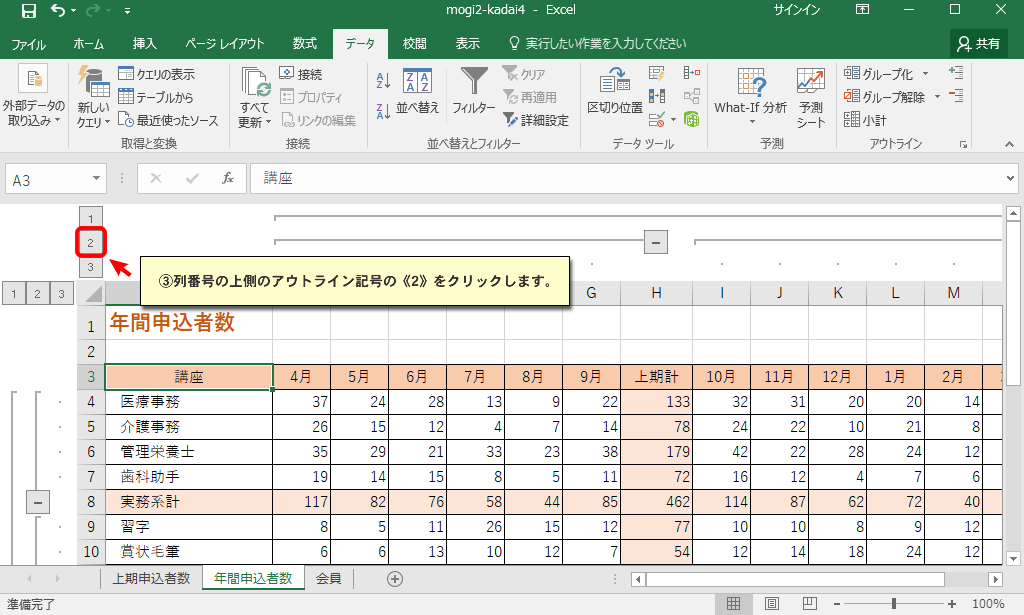 mogi2-kadai4 - Excel サインイン
ファイル ホーム 挿入 ページ レイアウト 数式 データ 校閲 表示 実行したい作業を入力してください 共有
外部データの取り込み 新しいクエリ クエリの表示 テーブルから 最近使ったソース
すべて更新 接続 プロパティ リンクの編集
並べ替え フィルター クリア 再適用 詳細設定
区切り位置 What-If 分析 予測シート グループ化 グループ解除 小計
取得と変換 接続 並べ替えとフィルター データ ツール 予測 アウトライン
A3 fx 講座
1
2
3
③列番号の上側のアウトライン記号の《2》をクリックします。
1 2 3 G H I J K L M
1 年間申込者数
2
3 講座 4月 5月 6月 7月 8月 9月 上期計 10月 11月 12月 1月 2月
4 医療事務 37 24 28 13 9 22 133 32 31 20 20 14
5 介護事務 26 15 12 4 7 14 78 24 22 10 21 8
6 管理栄養士 35 29 21 33 23 38 179 42 22 28 24 12
7 歯科助手 19 14 15 8 5 11 72 16 12 4 7 6
8 実務系計 117 82 76 58 44 85 462 114 87 62 72 40
9 習字 8 5 11 26 15 12 77 10 10 8 9 12
10 賞状毛筆 6 6 13 10 12 7 54 12 14 18 24 12
上期申込者数 年間申込者数 会員
準備完了 100%